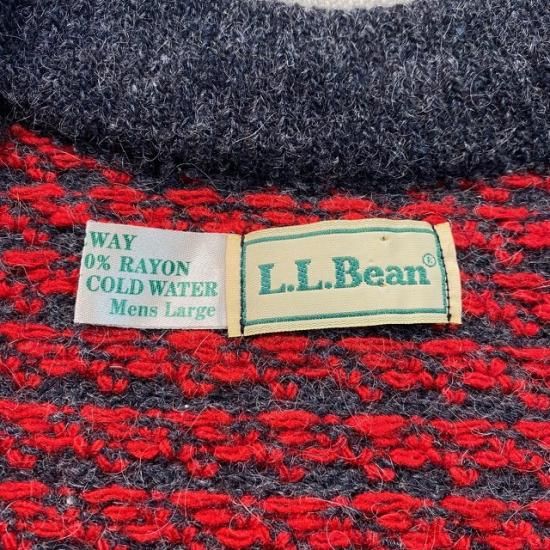 WAY
0% RAYON
COLD WATER
Mens Large
L.L.Bean®